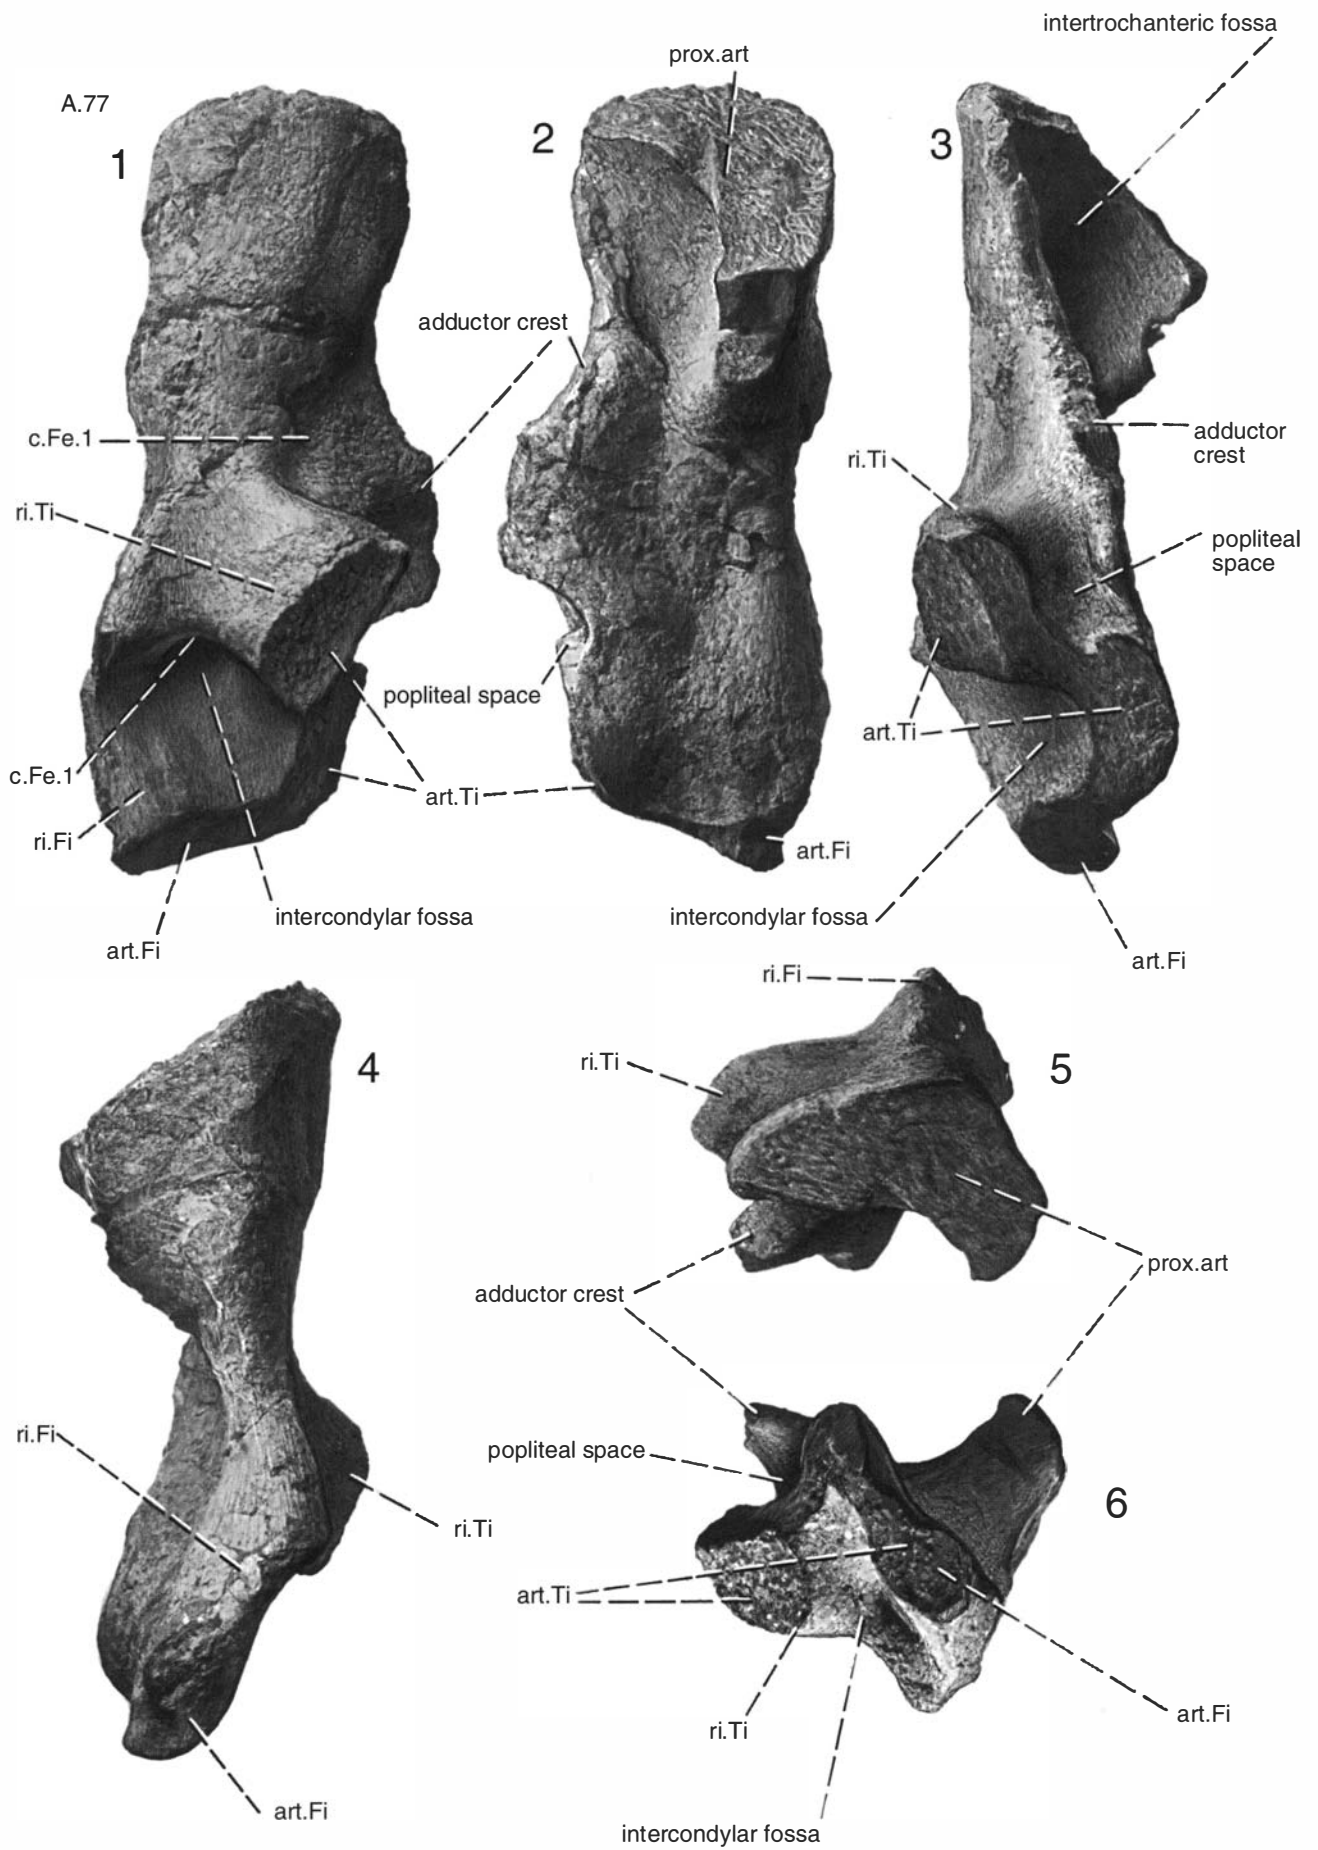 intertrochanteric fossa
prox.art
A.77
1
2
3
adductor crest
c.Fe.1
adductor
crest
ri.Ti
ri.Ti
popliteal
space
popliteal space
art.Ti
c.Fe.1
art.Ti
ri.Fi
art.Fi
intercondylar fossa
intercondylar fossa
art.Fi
art.Fi
ri.Fi
ri.Ti
4
5
prox.art
adductor crest
ri.Fi
popliteal space
6
ri.Ti
art.Ti
art.Fi
ri.Ti
art.Fi
intercondylar fossa